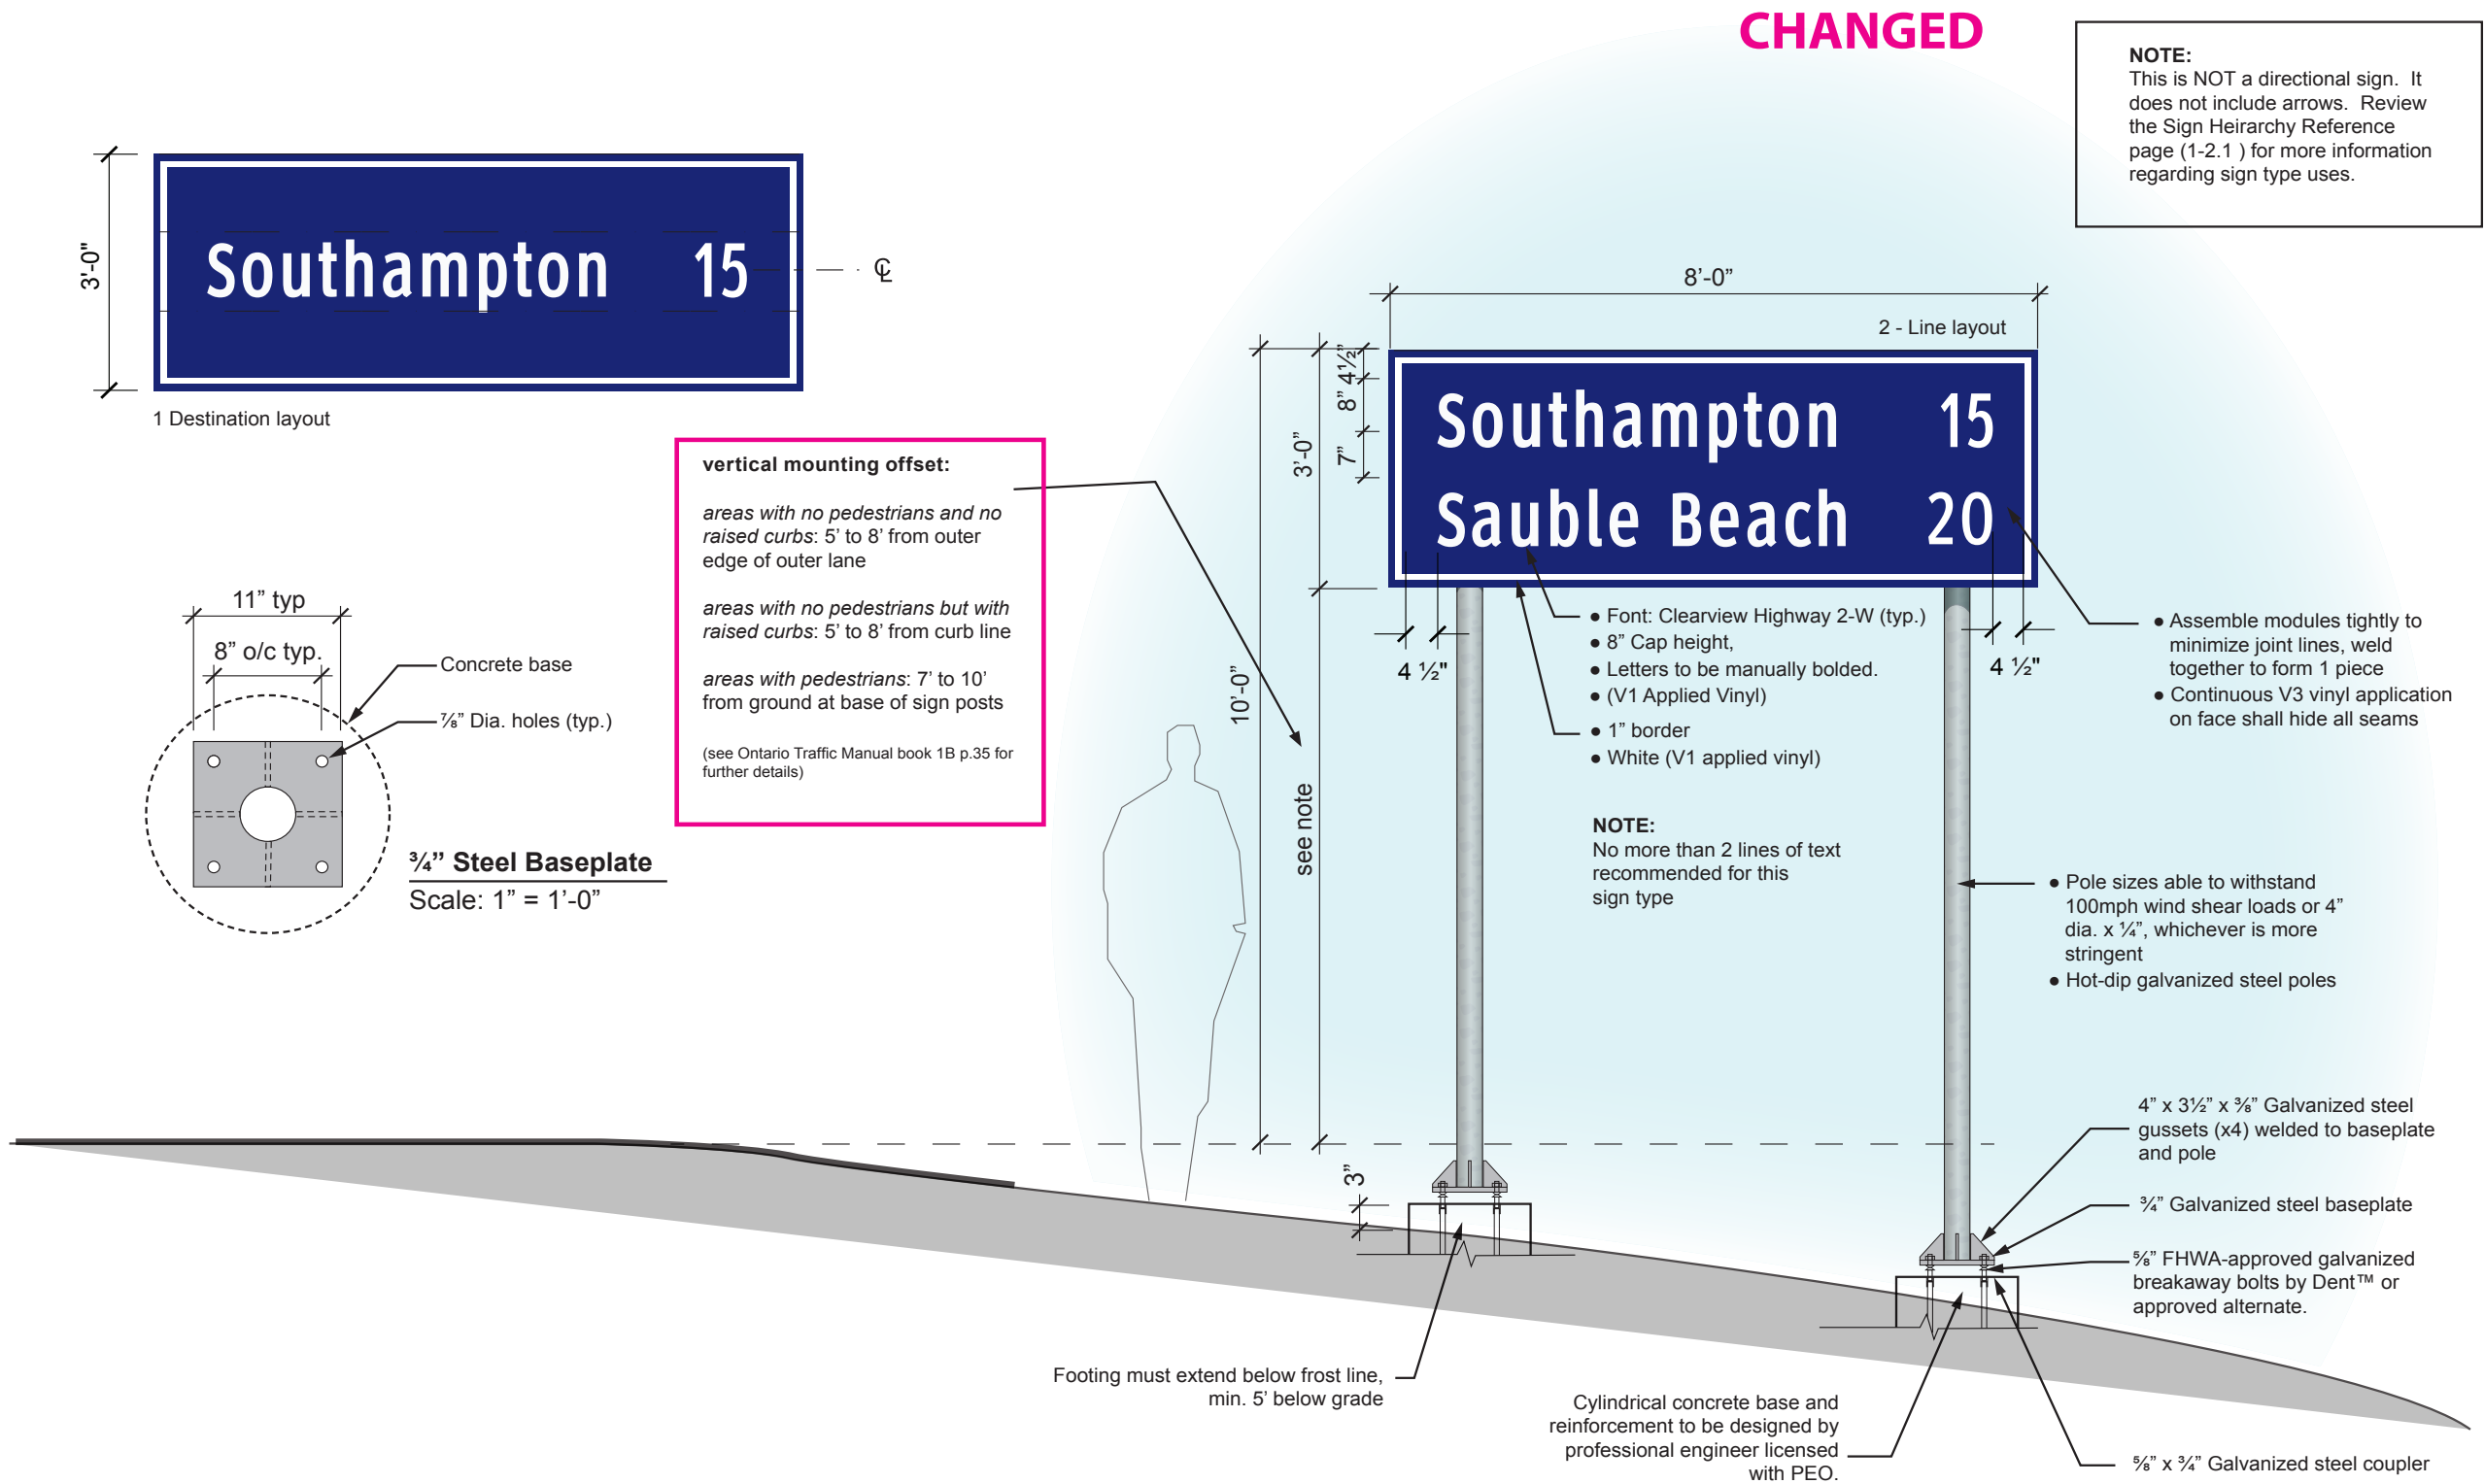 CHANGED
NOTE:
This is NOT a directional sign. It
does not include arrows. Review
the Sign Heirarchy Reference
page (1-2.1 ) for more information
regarding sign type uses.
3'-0"
Southampton 15
℄
1 Destination layout
8’-0”
2 - Line layout
4½”
8”
7”
3’-0”
10’-0”
see note
Southampton 15
Sauble Beach 20
4 ½"
4 ½"
vertical mounting offset:
areas with no pedestrians and no
raised curbs: 5’ to 8’ from outer
edge of outer lane
areas with no pedestrians but with
raised curbs: 5’ to 8’ from curb line
areas with pedestrians: 7’ to 10’
from ground at base of sign posts
(see Ontario Traffic Manual book 1B p.35 for
further details)
● Font: Clearview Highway 2-W (typ.)
● 8” Cap height,
● Letters to be manually bolded.
● (V1 Applied Vinyl)
● 1” border
● White (V1 applied vinyl)
NOTE:
No more than 2 lines of text
recommended for this
sign type
● Assemble modules tightly to
minimize joint lines, weld
together to form 1 piece
● Continuous V3 vinyl application
on face shall hide all seams
11” typ
8” o/c typ.
Concrete base
⅞” Dia. holes (typ.)
¾” Steel Baseplate
Scale: 1” = 1’-0”
● Pole sizes able to withstand
100mph wind shear loads or 4”
dia. x ¼”, whichever is more
stringent
● Hot-dip galvanized steel poles
3”
4” x 3½” x ⅜” Galvanized steel
gussets (x4) welded to baseplate
and pole
¾” Galvanized steel baseplate
⅝” FHWA-approved galvanized
breakaway bolts by Dent™ or
approved alternate.
Footing must extend below frost line,
min. 5’ below grade
Cylindrical concrete base and
reinforcement to be designed by
professional engineer licensed
with PEO.
⅝” x ¾” Galvanized steel coupler